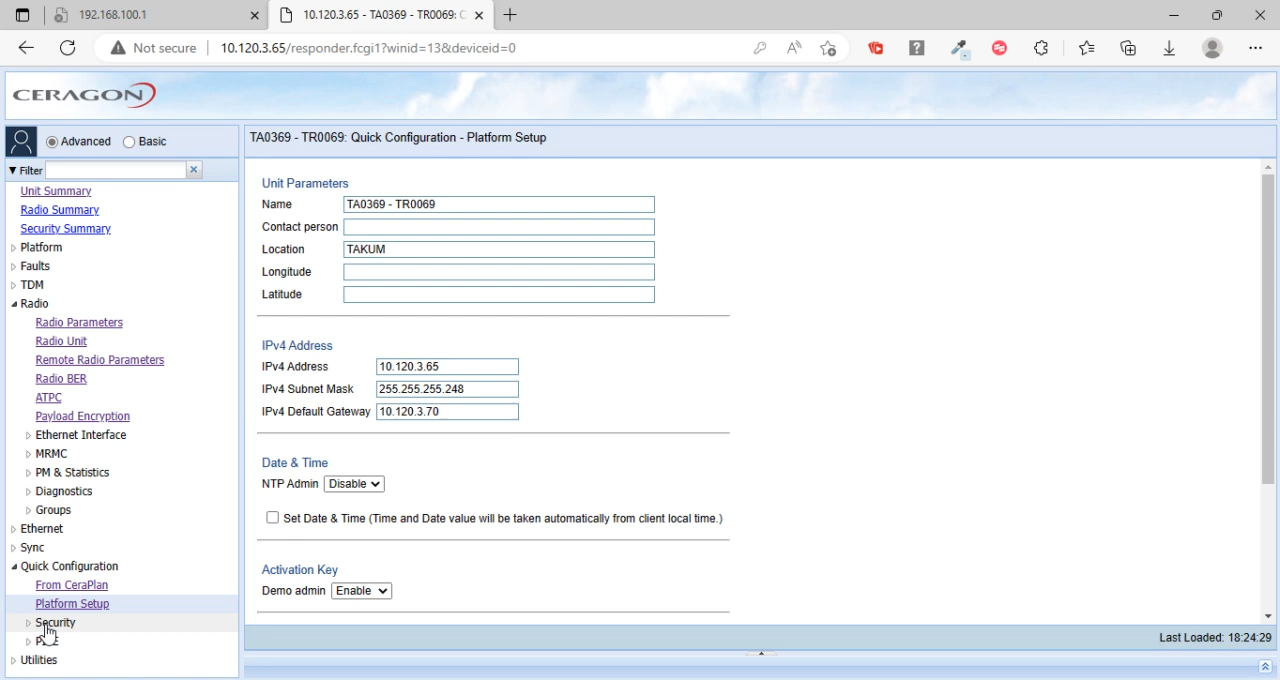 192.168.100.1
10.120.3.65 - TA0369 - TR0069: C
Not secure 10.120.3.65/responder.fcgi1?winid=13&deviceid=0
CERAGON
Advanced Basic
TA0369 - TR0069: Quick Configuration - Platform Setup
Filter
Unit Summary
Radio Summary
Security Summary
Platform
Faults
TDM
Radio
Radio Parameters
Radio Unit
Remote Radio Parameters
Radio BER
ATPC
Payload Encryption
Ethernet Interface
MRMC
PM & Statistics
Diagnostics
Groups
Ethernet
Sync
Quick Configuration
From CeraPlan
Platform Setup
Security
Utilities
Unit Parameters
Name TA0369 - TR0069
Contact person
Location TAKUM
Longitude
Latitude
IPv4 Address
IPv4 Address 10.120.3.65
IPv4 Subnet Mask 255.255.255.248
IPv4 Default Gateway 10.120.3.70
Date & Time
NTP Admin Disable
Set Date & Time (Time and Date value will be taken automatically from client local time.)
Activation Key
Demo admin Enable
Last Loaded: 18:24:29